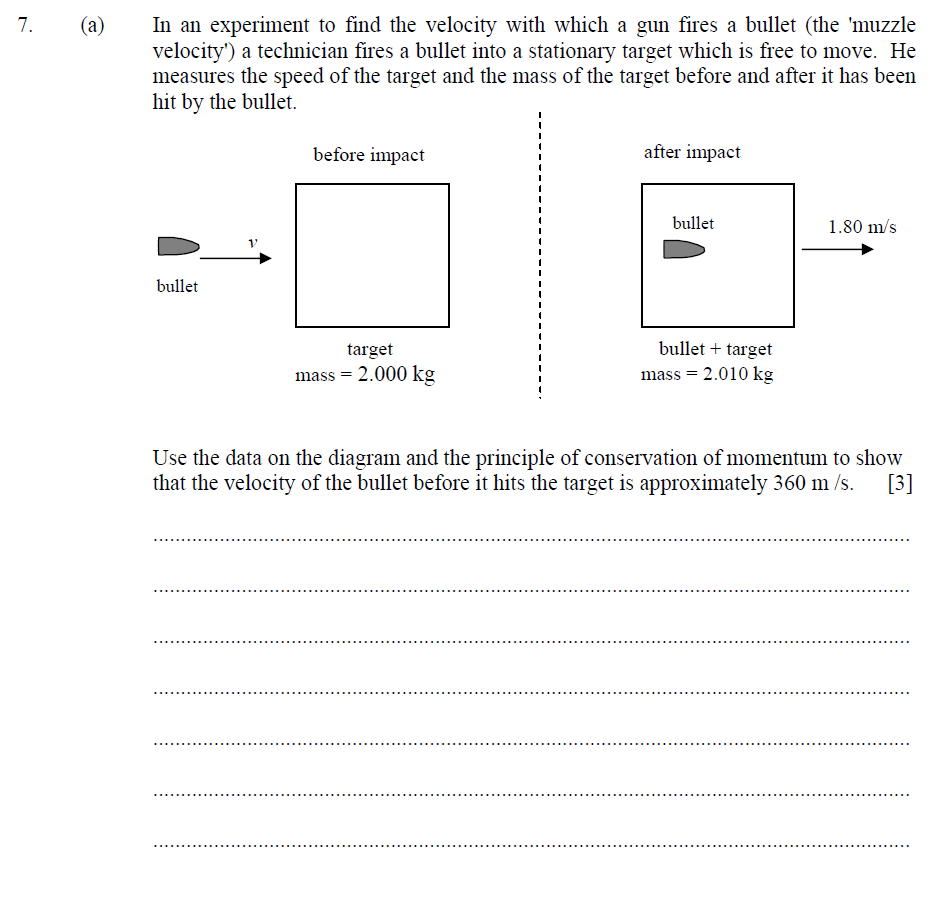 7. (a) In an experiment to find the velocity with which a gun fires a bullet (the 'muzzle
velocity') a technician fires a bullet into a stationary target which is free to move. He
measures the speed of the target and the mass of the target before and after it has been
hit by the bullet.
before impact
v
bullet
target
mass = 2.000 kg
after impact
bullet
1.80 m/s
bullet + target
mass = 2.010 kg
Use the data on the diagram and the principle of conservation of momentum to show
that the velocity of the bullet before it hits the target is approximately 360 m /s. [3]